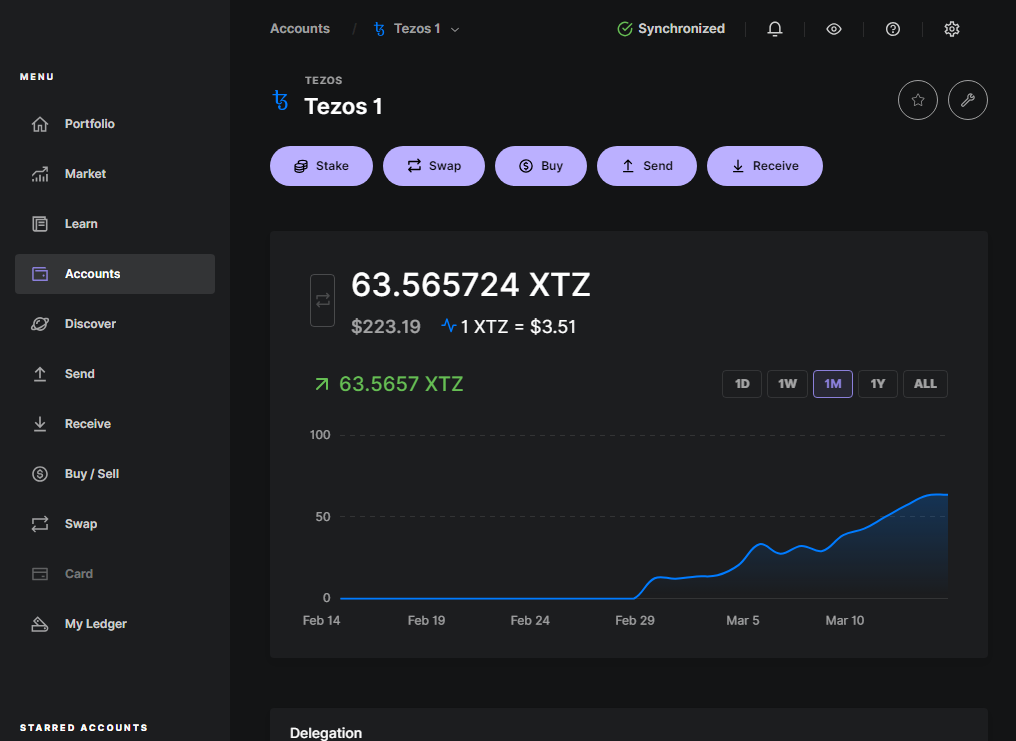 Accounts / Tezos 1
Synchronized
MENU
Portfolio
Market
Learn
Accounts
Discover
Send
Receive
Buy / Sell
Swap
Card
My Ledger
STARRED ACCOUNTS
TEZOS
Tezos 1
Stake
Swap
Buy
Send
Receive
63.565724 XTZ
$223.19 1 XTZ = $3.51
63.5657 XTZ
1D 1W 1M 1Y ALL
100
50
0
Feb 14 Feb 19 Feb 24 Feb 29 Mar 5 Mar 10
Delegation